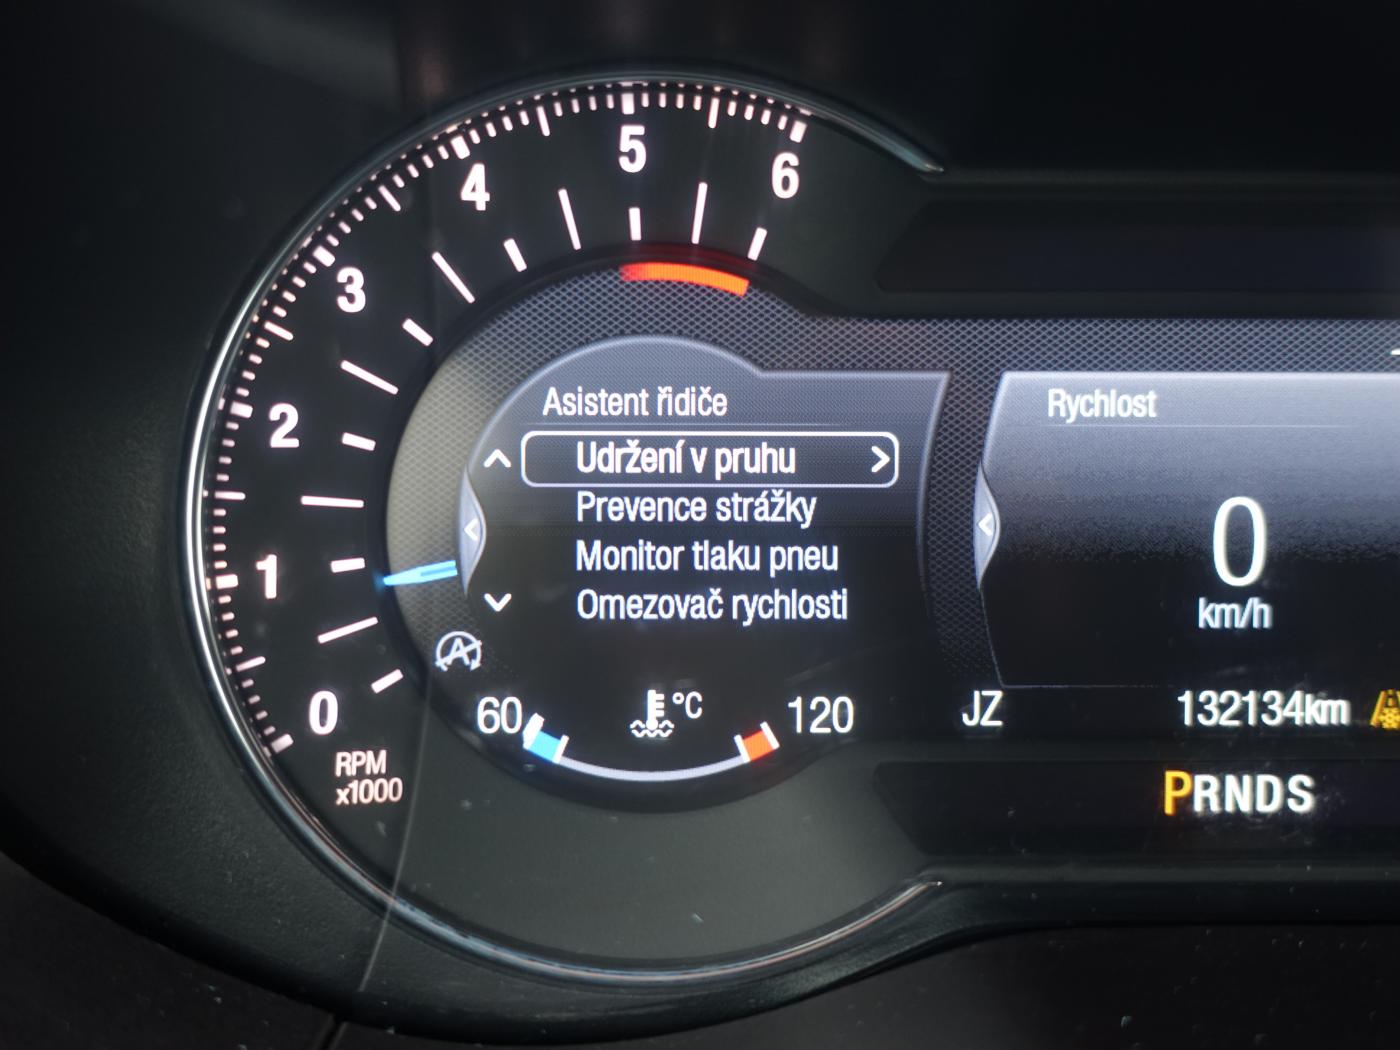 6
5
4
3
2
1
0
RPM
x1000
Asistent řidiče
Udržení v pruhu
Prevence strážky
Monitor tlaku pneu
Omezovač rychlosti
60
°C
120
Rychlost
0
km/h
JZ
132134km
PRNDS